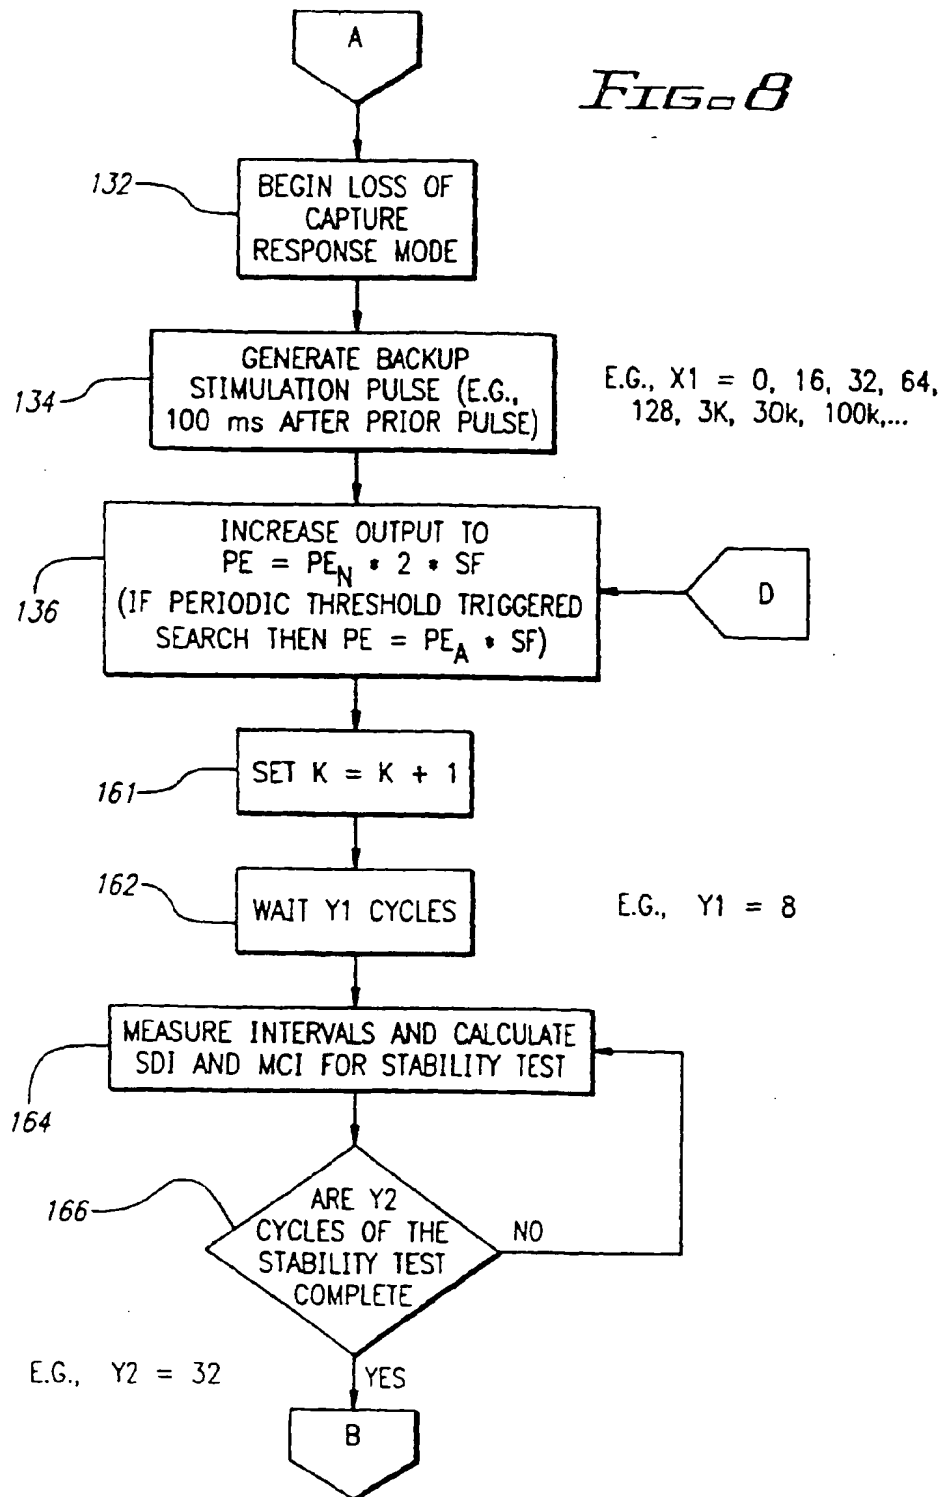 A
FIG. 8
132
BEGIN LOSS OF
CAPTURE
RESPONSE MODE
134
GENERATE BACKUP
STIMULATION PULSE (E.G.,
100 ms AFTER PRIOR PULSE)
E.G., X1 = 0, 16, 32, 64,
128, 3K, 30k, 100k,...
136
INCREASE OUTPUT TO
PE = PE_N * 2 * SF
(IF PERIODIC THRESHOLD TRIGGERED
SEARCH THEN PE = PE_A * SF)
D
161
SET K = K + 1
162
WAIT Y1 CYCLES
E.G., Y1 = 8
164
MEASURE INTERVALS AND CALCULATE
SDI AND MCI FOR STABILITY TEST
166
ARE Y2
CYCLES OF THE
STABILITY TEST
COMPLETE
NO
E.G., Y2 = 32
YES
B